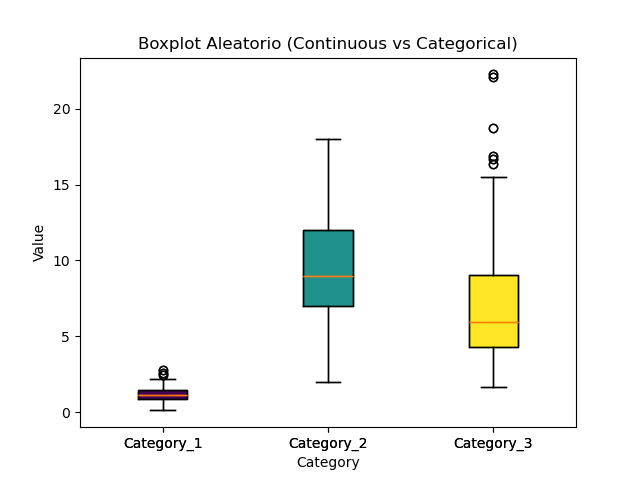 Boxplot Aleatorio (Continuous vs Categorical)
Value
20
15
10
5
0
Category_1 Category_2 Category_3
Category